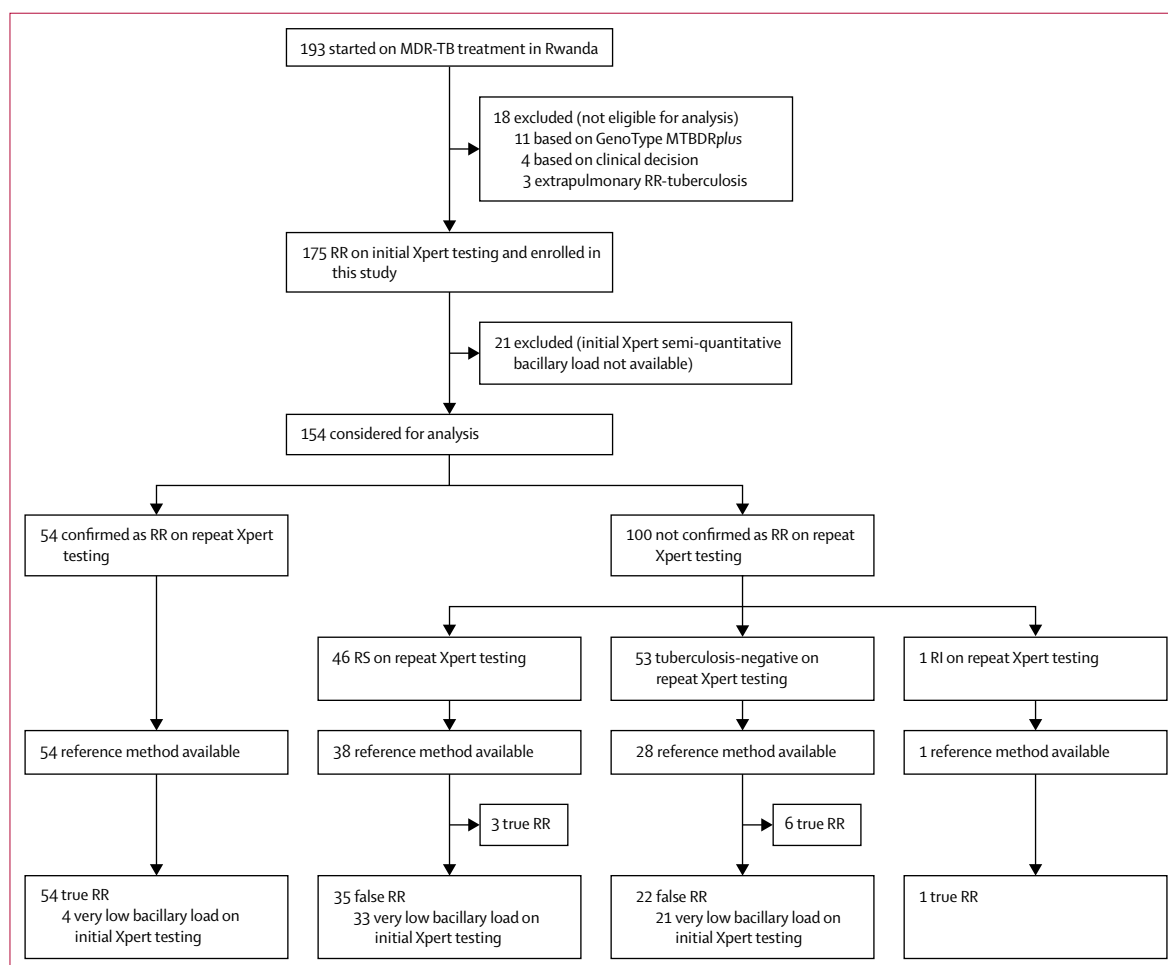 193 started on MDR-TB treatment in Rwanda
18 excluded (not eligible for analysis)
11 based on GenoType MTBDRplus
4 based on clinical decision
3 extrapulmonary RR-tuberculosis
175 RR on initial Xpert testing and enrolled in
this study
21 excluded (initial Xpert semi-quantitative
bacillary load not available)
154 considered for analysis
54 confirmed as RR on repeat Xpert
testing
100 not confirmed as RR on repeat
Xpert testing
46 RS on repeat Xpert testing
53 tuberculosis-negative on
repeat Xpert testing
1 RI on repeat Xpert testing
54 reference method available
38 reference method available
28 reference method available
1 reference method available
3 true RR
6 true RR
54 true RR
4 very low bacillary load on
initial Xpert testing
35 false RR
33 very low bacillary load on
initial Xpert testing
22 false RR
21 very low bacillary load on
initial Xpert testing
1 true RR